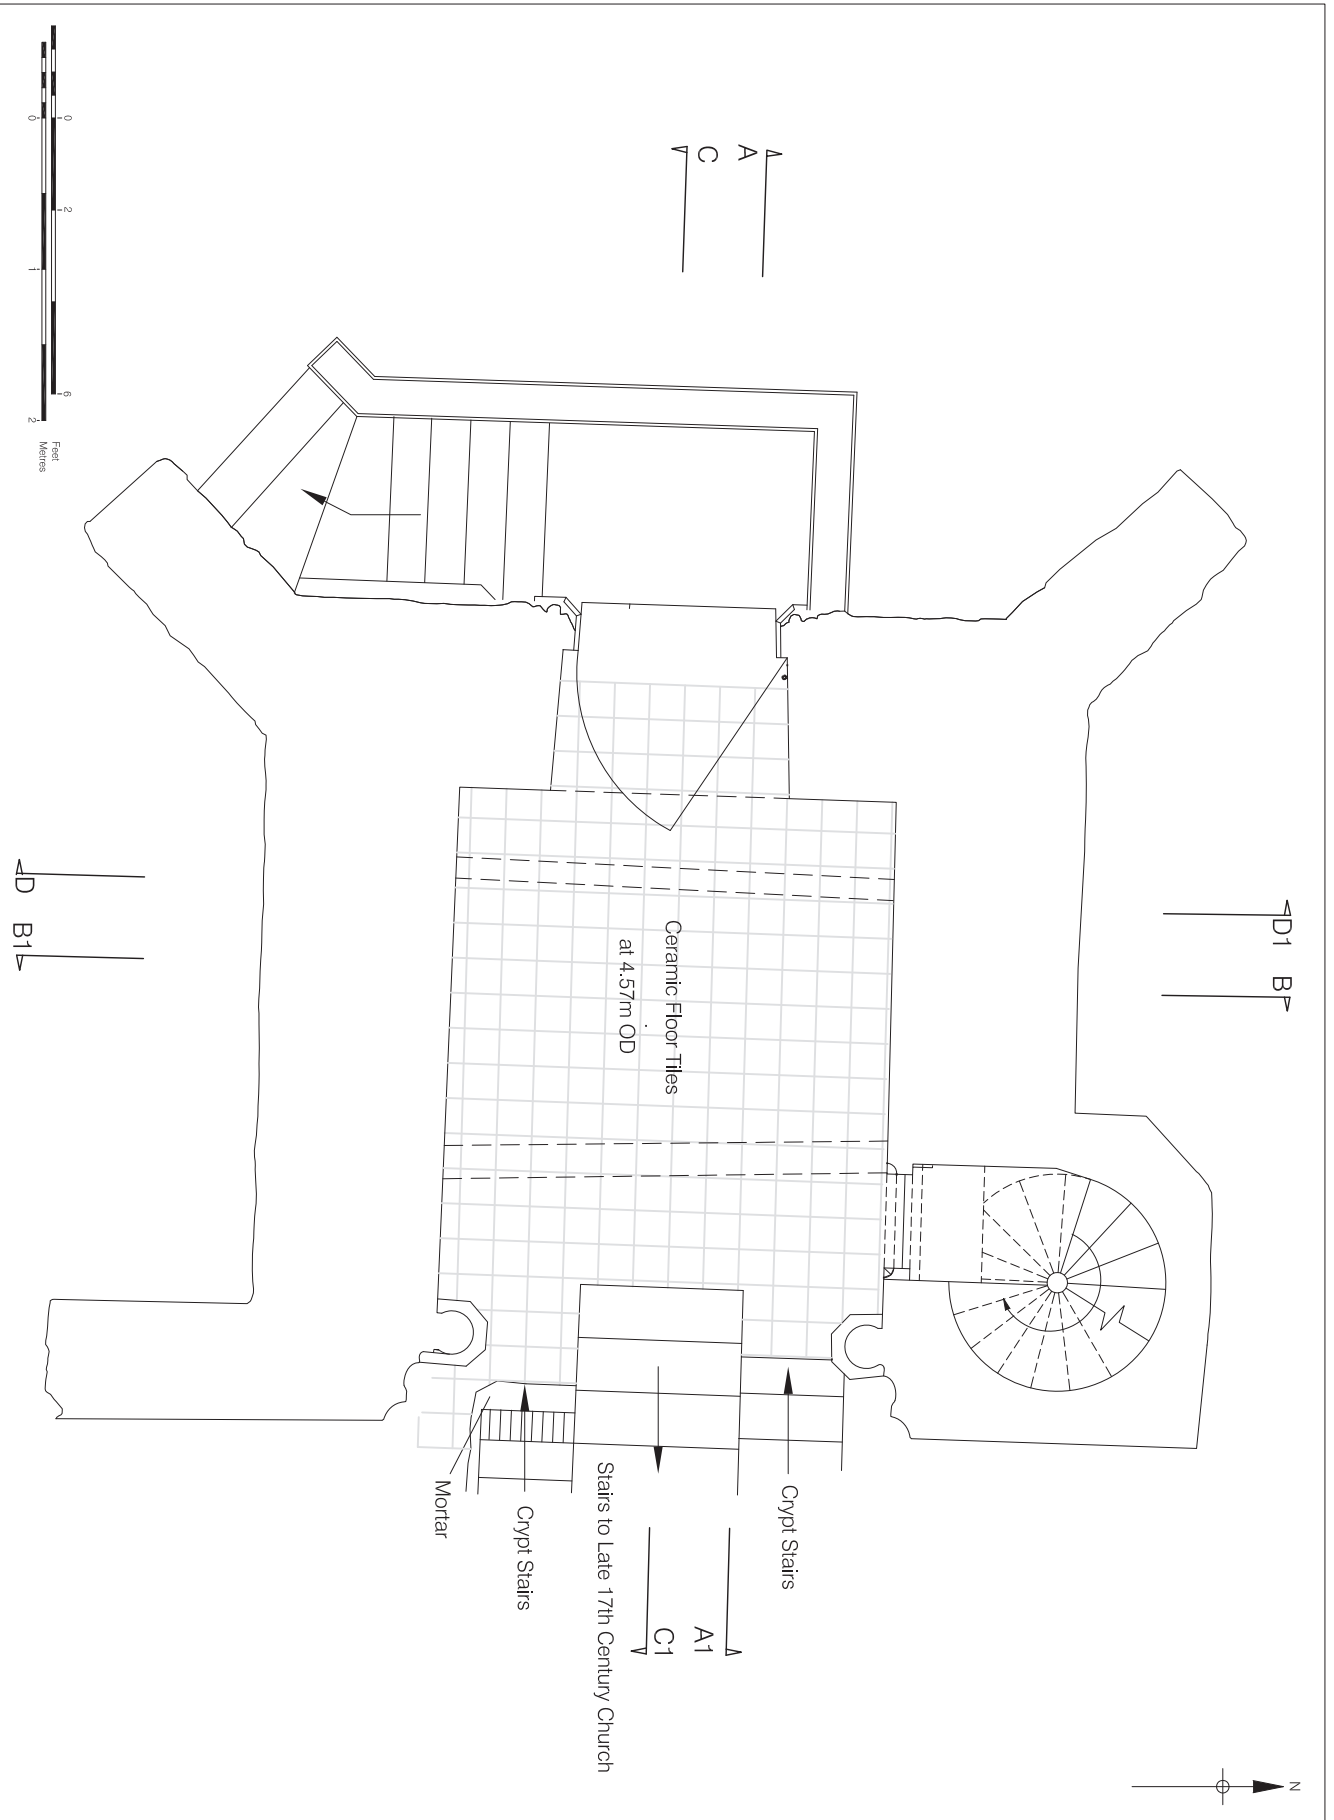 N
D1 B
A
C
Ceramic Floor Tiles
at 4.57m OD
Crypt Stairs
A1
C1
Stairs to Late 17th Century Church
Crypt Stairs
Mortar
D B1
0 2 6 Feet
0 1 2 Metres